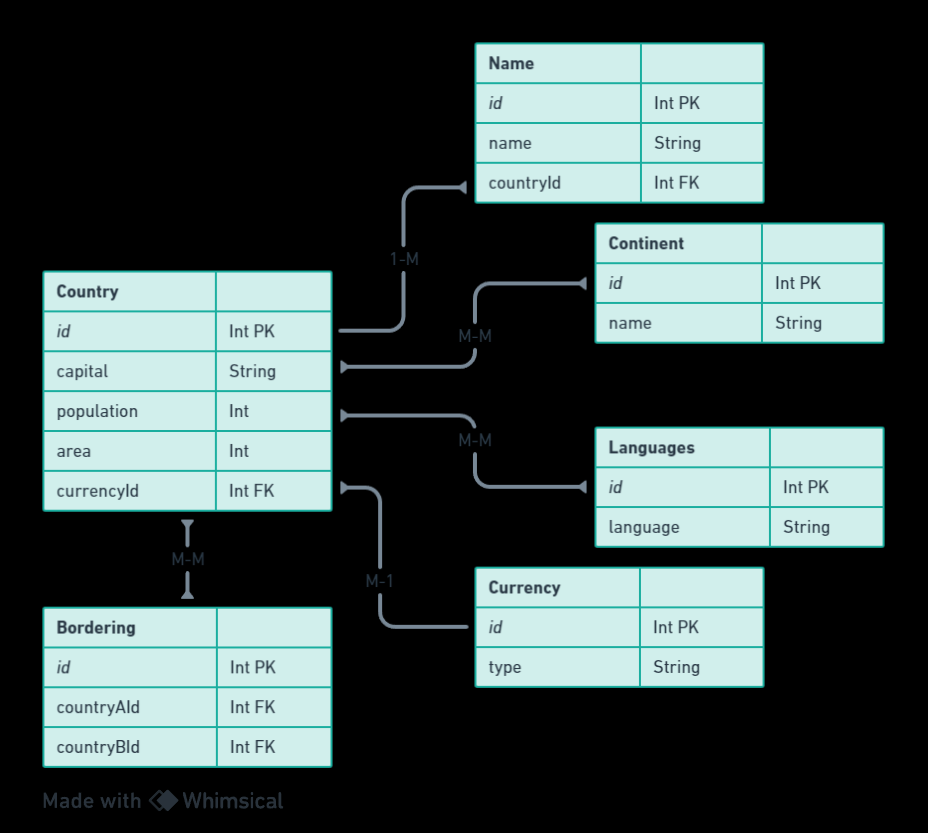 Name
id Int PK
name String
countryId Int FK
1-M
Continent
id Int PK
name String
M-M
Country
id Int PK
capital String
population Int
area Int
currencyId Int FK
M-M
Languages
id Int PK
language String
M-M
M-1
Currency
id Int PK
type String
Bordering
id Int PK
countryAId Int FK
countryBId Int FK
Made with Whimsical